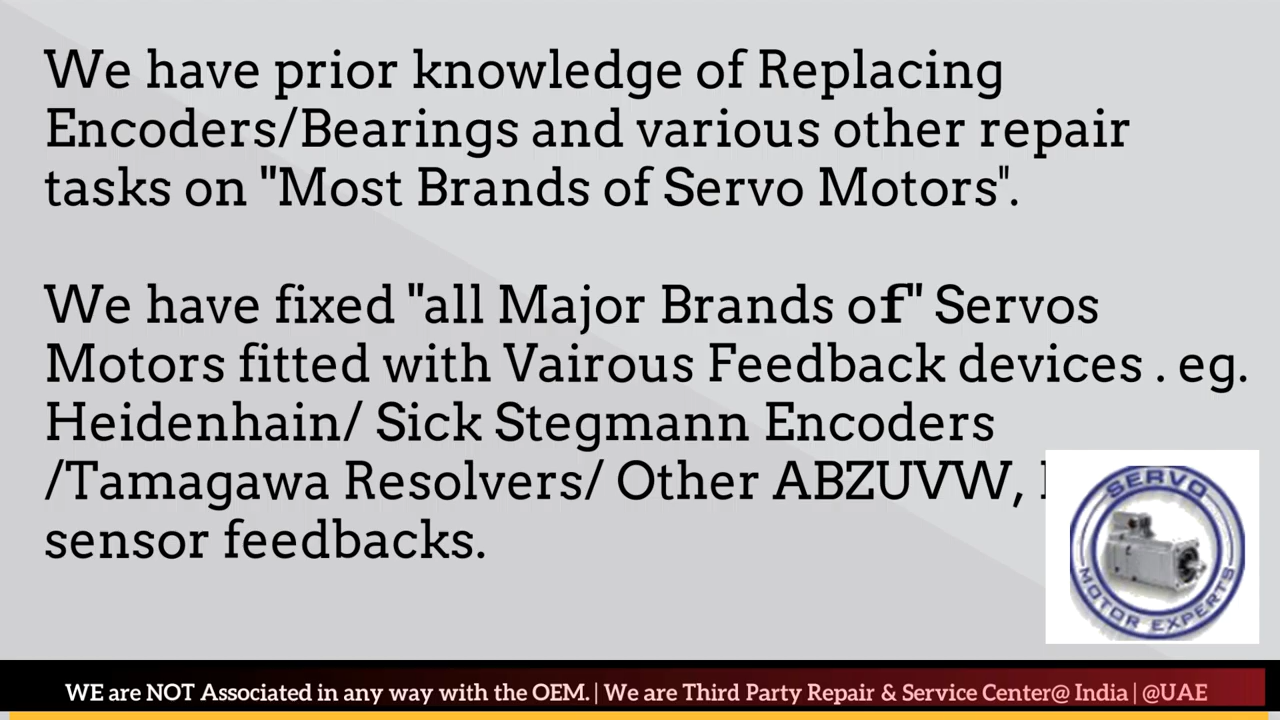 We have prior knowledge of Replacing
Encoders/Bearings and various other repair
tasks on "Most Brands of Servo Motors".
We have fixed "all Major Brands of" Servos
Motors fitted with Vairous Feedback devices . eg.
Heidenhain/ Sick Stegmann Encoders
/Tamagawa Resolvers/ Other ABZUVW,
sensor feedbacks.
SERVO
MOTOR EXPERTS
WE are NOT Associated in any way with the OEM. | We are Third Party Repair & Service Center@ India | @UAE